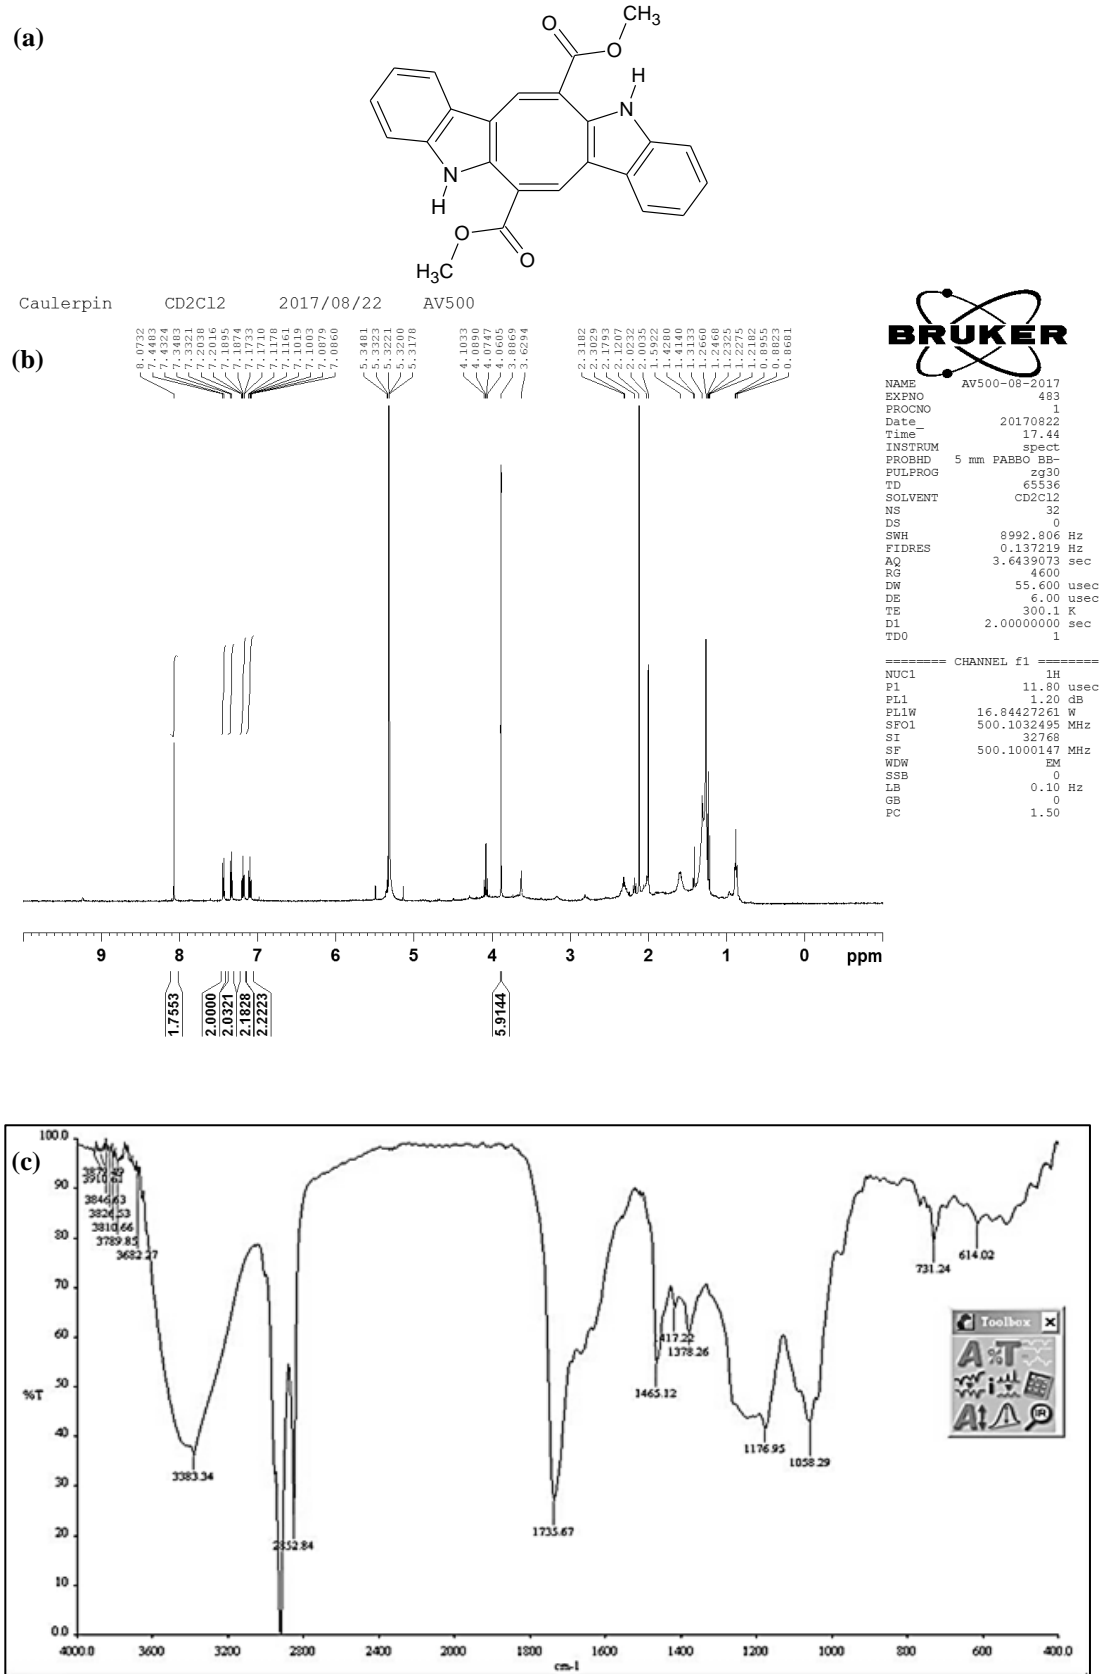 (a)
O
CH3
O
H
N
N
H
O
O
H3C
Caulerpin CD2Cl2 2017/08/22 AV500
(b)
8.0732
7.4483
7.4324
7.3483
7.3321
7.2038
7.2016
7.1895
7.1874
7.1733
7.1710
7.1178
7.1161
7.1019
7.1003
7.0879
7.0860
5.3481
5.3323
5.3221
5.3200
5.3178
4.1033
4.0890
4.0747
4.0605
3.8869
3.6294
2.3182
2.3029
2.1793
2.1207
2.0232
2.0035
1.5922
1.4280
1.4140
1.3133
1.2660
1.2468
1.2325
1.2275
1.2182
0.8955
0.8823
0.8681
BRUKER
NAME AV500-08-2017
EXPNO 483
PROCNO 1
Date_ 20170822
Time 17.44
INSTRUM spect
PROBHD 5 mm PABBO BB-
PULPROG zg30
TD 65536
SOLVENT CD2Cl2
NS 32
DS 0
SWH 8992.806 Hz
FIDRES 0.137219 Hz
AQ 3.6439073 sec
RG 4600
DW 55.600 usec
DE 6.00 usec
TE 300.1 K
D1 2.00000000 sec
TD0 1
======== CHANNEL f1 ========
NUC1 1H
P1 11.80 usec
PL1 1.20 dB
PL1W 16.84427261 W
SFO1 500.1032495 MHz
SI 32768
SF 500.1000147 MHz
WDW EM
SSB 0
LB 0.10 Hz
GB 0
PC 1.50
9 8 7 6 5 4 3 2 1 0 ppm
1.7553
2.0000
2.0321
2.1828
2.2223
5.9144
(c)
100.0
90
80
70
60
50
40
30
20
10
0.0
%T
3910.61
3846.63
3826.53
3810.66
3789.85
3682.27
3383.34
2852.84
1735.67
1465.12
417.22
1378.26
1176.95
1058.29
731.24
614.02
Toolbox
A %T
i
A IR
4000.0 3600 3200 2800 2400 2000 1800 1600 1400 1200 1000 800 600 400.0
cm-1